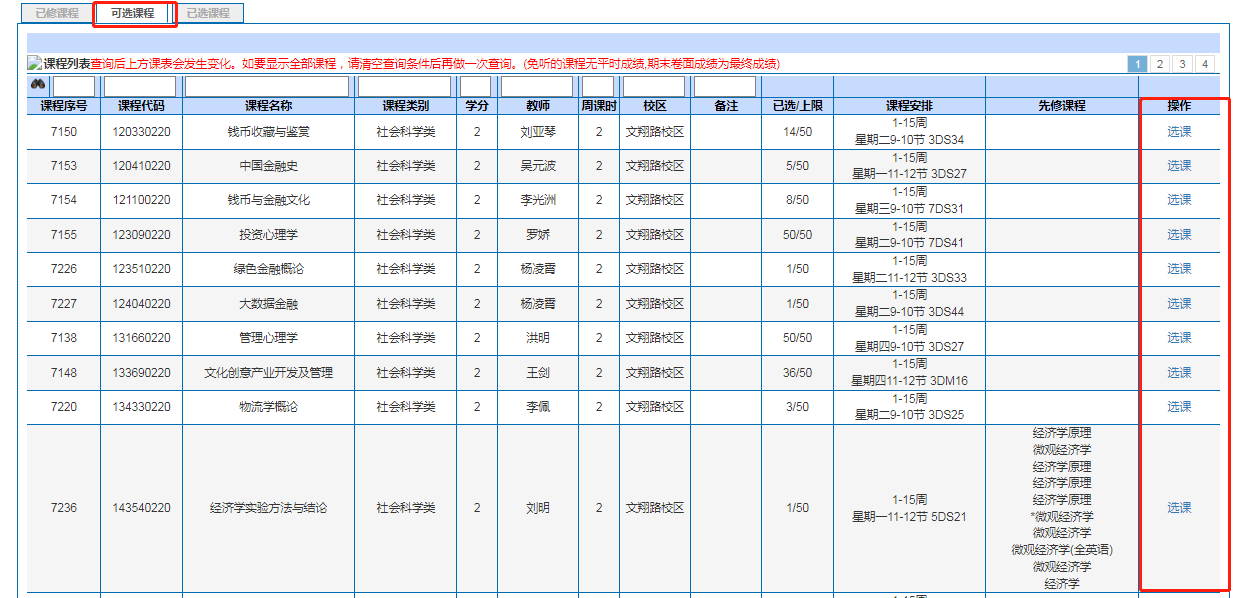 已修课程 可选课程 已选课程
课程列表查询后上方课表会发生变化。如要显示全部课程，请清空查询条件后再做一次查询。(免听的课程无平时成绩,期末卷面成绩为最终成绩)
1 2 3 4
课程序号 课程代码 课程名称 课程类别 学分 教师 周课时 校区 备注 已选/上限 课程安排 先修课程 操作
1-15周
7150 120330220 钱币收藏与鉴赏 社会科学类 2 刘亚琴 2 文翔路校区 14/50 选课
星期二9-10节 3DS34
1-15周
7153 120410220 中国金融史 社会科学类 2 吴元波 2 文翔路校区 5/50 选课
星期一11-12节 3DS27
1-15周
7154 121100220 钱币与金融文化 社会科学类 2 李光洲 2 文翔路校区 8/50 选课
星期三9-10节 7DS31
1-15周
7155 123090220 投资心理学 社会科学类 2 罗娇 2 文翔路校区 50/50 选课
星期二9-10节 7DS41
1-15周
7226 123510220 绿色金融概论 社会科学类 2 杨凌霄 2 文翔路校区 1/50 选课
星期二11-12节 3DS33
1-15周
7227 124040220 大数据金融 社会科学类 2 杨凌霄 2 文翔路校区 1/50 选课
星期二9-10节 3DS44
1-15周
7138 131660220 管理心理学 社会科学类 2 洪明 2 文翔路校区 50/50 选课
星期四9-10节 3DS27
1-15周
7148 133690220 文化创意产业开发及管理 社会科学类 2 王剑 2 文翔路校区 36/50 选课
星期四11-12节 3DM16
1-15周
7220 134330220 物流学概论 社会科学类 2 李佩 2 文翔路校区 3/50 选课
星期二9-10节 3DS25
经济学原理
微观经济学
经济学原理
经济学原理
1-15周 经济学原理
7236 143540220 经济学实验方法与结论 社会科学类 2 刘明 2 文翔路校区 1/50 选课
星期一11-12节 5DS21 *微观经济学
微观经济学
微观经济学(全英语)
微观经济学
经济学